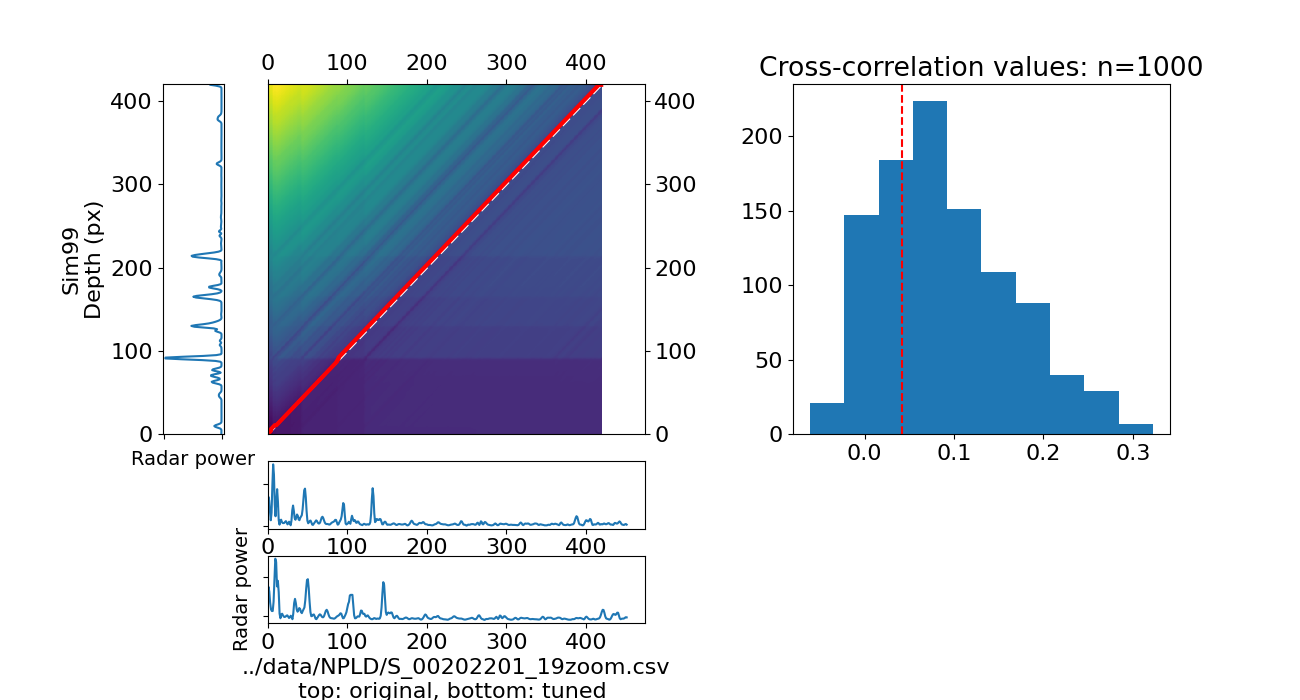 0 100 200 300 400
Cross-correlation values: n=1000
400
300
200
100
0
Sim99
Depth (px)
400
300
200
100
0
200
150
100
50
0
0.0 0.1 0.2 0.3
Radar power
0 100 200 300 400
Radar power
0 100 200 300 400
../data/NPLD/S_00202201_19zoom.csv
top: original, bottom: tuned